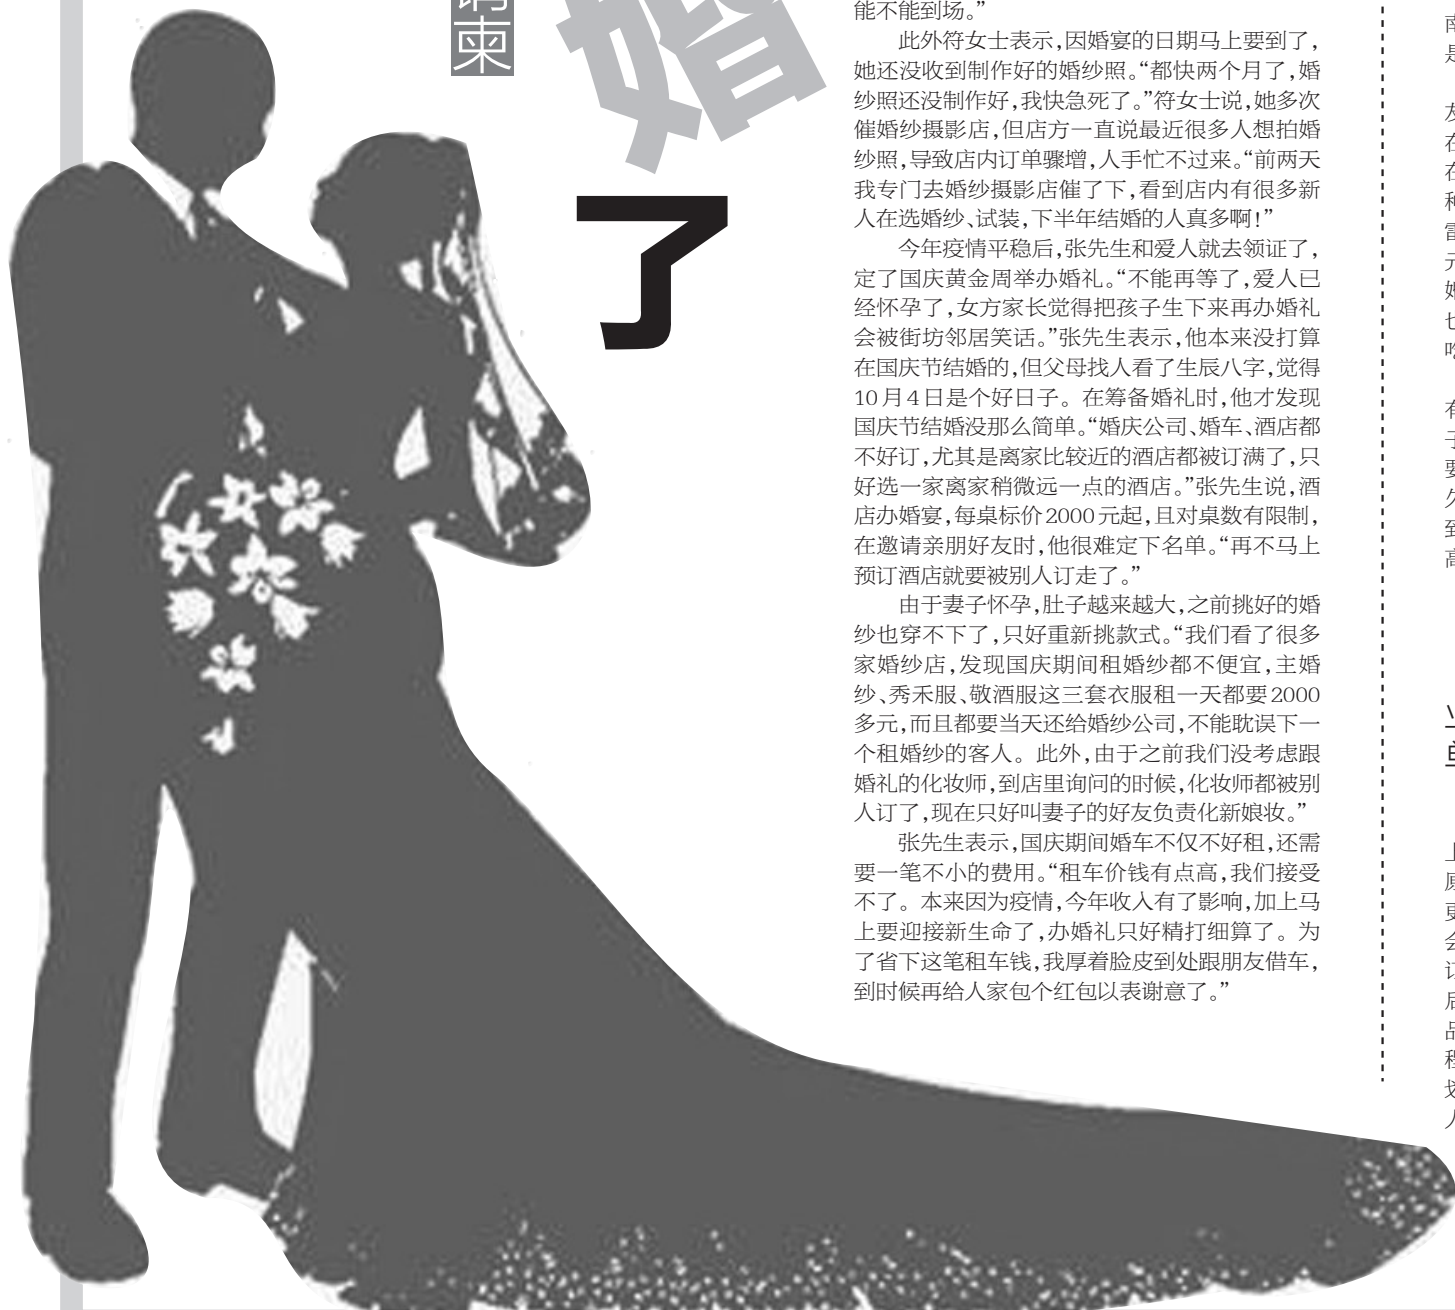 柬
婚
了
能不能到场。”
此外符女士表示,因婚宴的日期马上要到了,
她还没收到制作好的婚纱照。“都快两个月了,婚
纱照还没制作好,我快急死了。”符女士说,她多次
催婚纱摄影店,但店方一直说最近很多人想拍婚
纱照,导致店内订单骤增,人手忙不过来。“前两天
我专门去婚纱摄影店催了下,看到店内有很多新
人在选婚纱、试装,下半年结婚的人真多啊!”
今年疫情平稳后,张先生和爱人就去领证了,
定了国庆黄金周举办婚礼。“不能再等了,爱人已
经怀孕了,女方家长觉得把孩子生下来再办婚礼
会被街坊邻居笑话。”张先生表示,他本来没打算
在国庆节结婚的,但父母找人看了生辰八字,觉得
10月4日是个好日子。在筹备婚礼时,他才发现
国庆节结婚没那么简单。“婚庆公司、婚车、酒店都
不好订,尤其是离家比较近的酒店都被订满了,只
好选一家离家稍微远一点的酒店。”张先生说,酒
店办婚宴,每桌标价2000元起,且对桌数有限制,
在邀请亲朋好友时,他很难定下名单。“再不马上
预订酒店就要被别人订走了。”
由于妻子怀孕,肚子越来越大,之前挑好的婚
纱也穿不下了,只好重新挑款式。“我们看了很多
家婚纱店,发现国庆期间租婚纱都不便宜,主婚
纱、秀禾服、敬酒服这三套衣服租一天都要2000
多元,而且都要当天还给婚纱公司,不能耽误下一
个租婚纱的客人。此外,由于之前我们没考虑跟
婚礼的化妆师,到店里询问的时候,化妆师都被别
人订了,现在只好叫妻子的好友负责化新娘妆。”
张先生表示,国庆期间婚车不仅不好租,还需
要一笔不小的费用。“租车价钱有点高,我们接受
不了。本来因为疫情,今年收入有了影响,加上马
上要迎接新生命了,办婚礼只好精打细算了。为
了省下这笔租车钱,我厚着脸皮到处跟朋友借车,
到时候再给人家包个红包以表谢意了。”